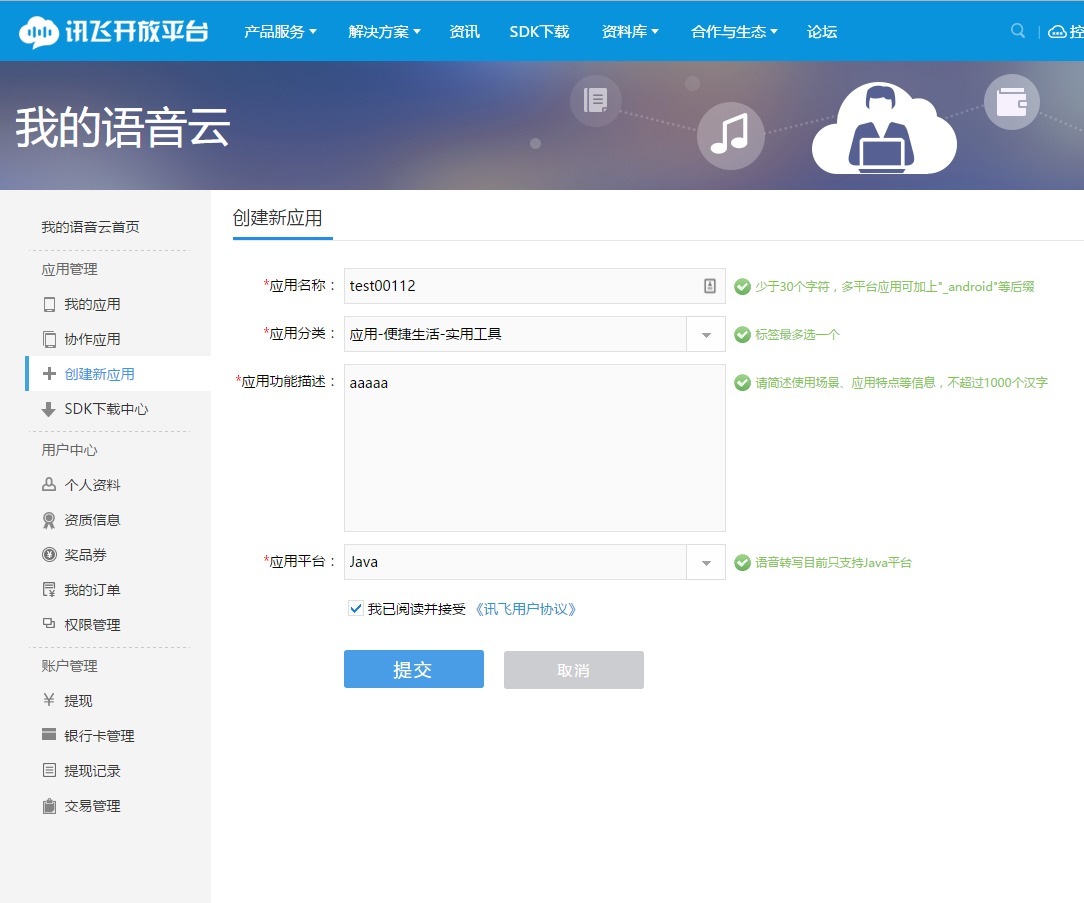 讯飞开放平台 产品服务 解决方案 资讯 SDK下载 资料库 合作与生态 论坛 控
我的语音云
我的语音云首页
应用管理
我的应用
协作应用
创建新应用
SDK下载中心
用户中心
个人资料
资质信息
奖品券
我的订单
权限管理
账户管理
提现
银行卡管理
提现记录
交易管理
创建新应用
*应用名称： test00112 少于30个字符，多平台应用可加上"_android"等后缀
*应用分类： 应用-便捷生活-实用工具 标签最多选一个
*应用功能描述： aaaaa 请简述使用场景、应用特点等信息，不超过1000个汉字
*应用平台： Java 语音转写目前只支持Java平台
我已阅读并接受 《讯飞用户协议》
提交 取消